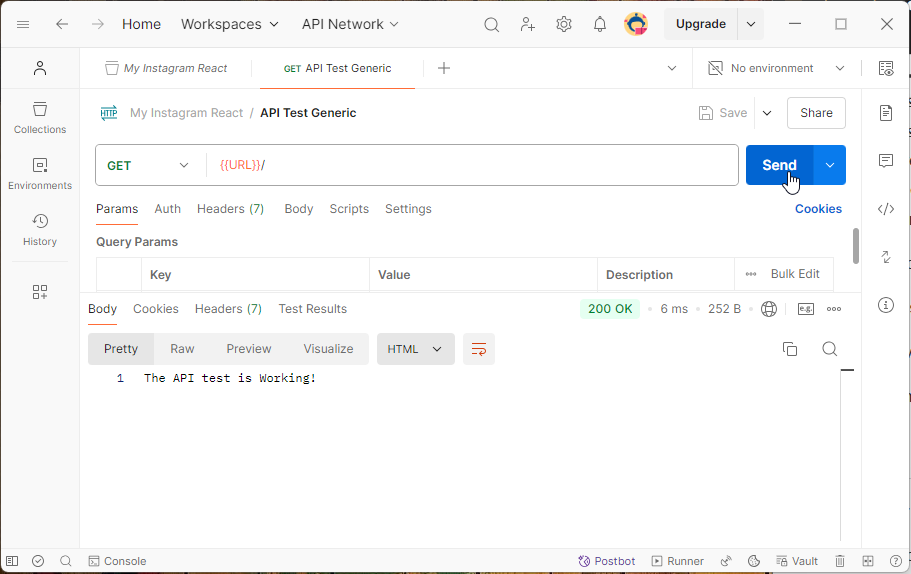 Home Workspaces API Network Upgrade
My Instagram React GET API Test Generic No environment
HTTP My Instagram React / API Test Generic Save Share
Collections
GET {{URL}}/ Send
Environments
Params Auth Headers (7) Body Scripts Settings Cookies
History
Query Params
Key Value Description Bulk Edit
Body Cookies Headers (7) Test Results 200 OK 6 ms 252 B e.g.
Pretty Raw Preview Visualize HTML
1 The API test is Working!
Console Postbot Runner Vault